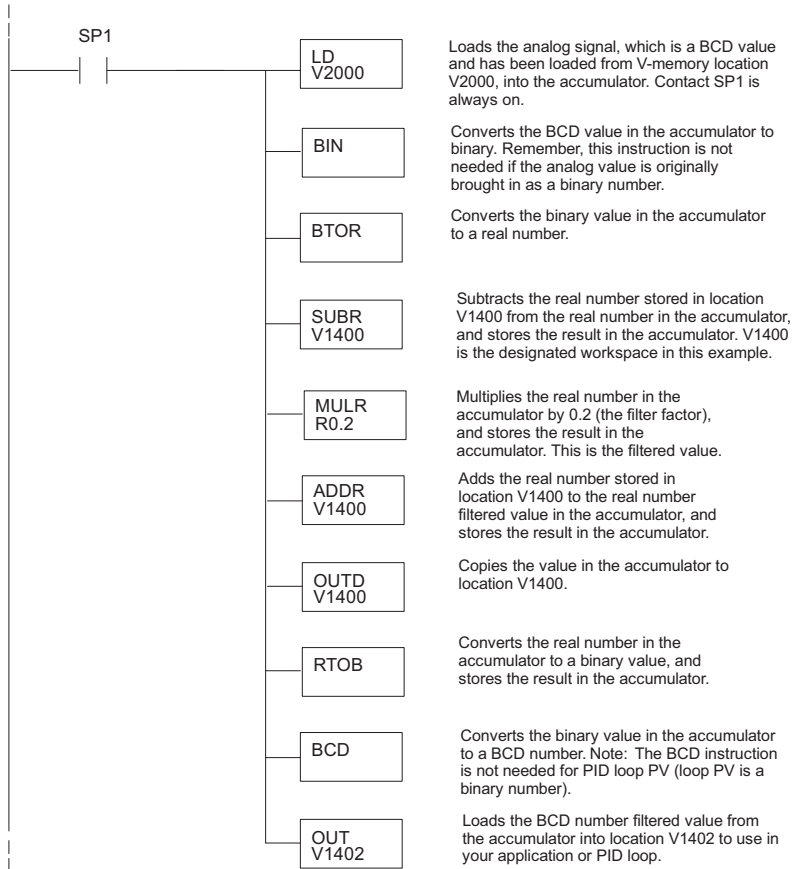 SP1
LD
V2000
Loads the analog signal, which is a BCD value
and has been loaded from V-memory location
V2000, into the accumulator. Contact SP1 is
always on.
BIN
Converts the BCD value in the accumulator to
binary. Remember, this instruction is not
needed if the analog value is originally
brought in as a binary number.
BTOR
Converts the binary value in the accumulator
to a real number.
SUBR
V1400
Subtracts the real number stored in location
V1400 from the real number in the accumulator,
and stores the result in the accumulator. V1400
is the designated workspace in this example.
MULR
R0.2
Multiplies the real number in the
accumulator by 0.2 (the filter factor),
and stores the result in the
accumulator. This is the filtered value.
ADDR
V1400
Adds the real number stored in
location V1400 to the real number
filtered value in the accumulator, and
stores the result in the accumulator.
OUTD
V1400
Copies the value in the accumulator to
location V1400.
RTOB
Converts the real number in the
accumulator to a binary value, and
stores the result in the accumulator.
BCD
Converts the binary value in the accumulator
to a BCD number. Note: The BCD instruction
is not needed for PID loop PV (loop PV is a
binary number).
OUT
V1402
Loads the BCD number filtered value from
the accumulator into location V1402 to use in
your application or PID loop.